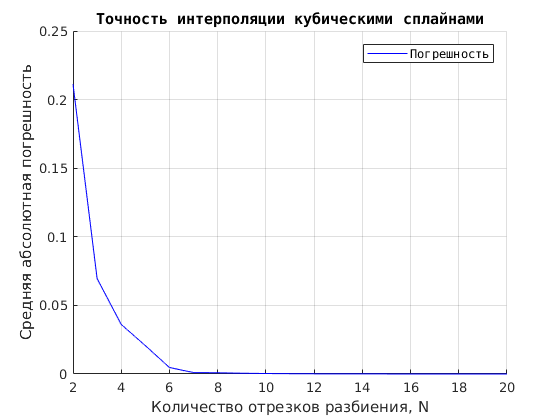 Точность интерполяции кубическими сплайнами
Погрешность
Средняя абсолютная погрешность
0.25
0.2
0.15
0.1
0.05
0
2 4 6 8 10 12 14 16 18 20
Количество отрезков разбиения, N